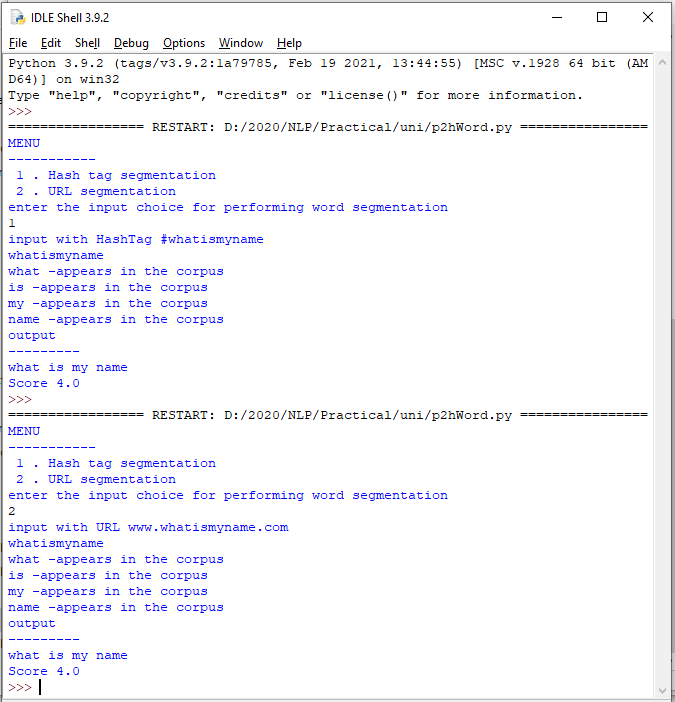 IDLE Shell 3.9.2
File Edit Shell Debug Options Window Help
Python 3.9.2 (tags/v3.9.2:1a79785, Feb 19 2021, 13:44:55) [MSC v.1928 64 bit (AM
D64)] on win32
Type "help", "copyright", "credits" or "license()" for more information.
>>>
================= RESTART: D:/2020/NLP/Practical/uni/p2hWord.py ================
MENU
-----------
 1 . Hash tag segmentation
 2 . URL segmentation
enter the input choice for performing word segmentation
1
input with HashTag #whatismyname
whatismyname
what -appears in the corpus
is -appears in the corpus
my -appears in the corpus
name -appears in the corpus
output
---------
what is my name
Score 4.0
>>>
================= RESTART: D:/2020/NLP/Practical/uni/p2hWord.py ================
MENU
-----------
 1 . Hash tag segmentation
 2 . URL segmentation
enter the input choice for performing word segmentation
2
input with URL www.whatismyname.com
whatismyname
what -appears in the corpus
is -appears in the corpus
my -appears in the corpus
name -appears in the corpus
output
---------
what is my name
Score 4.0
>>>